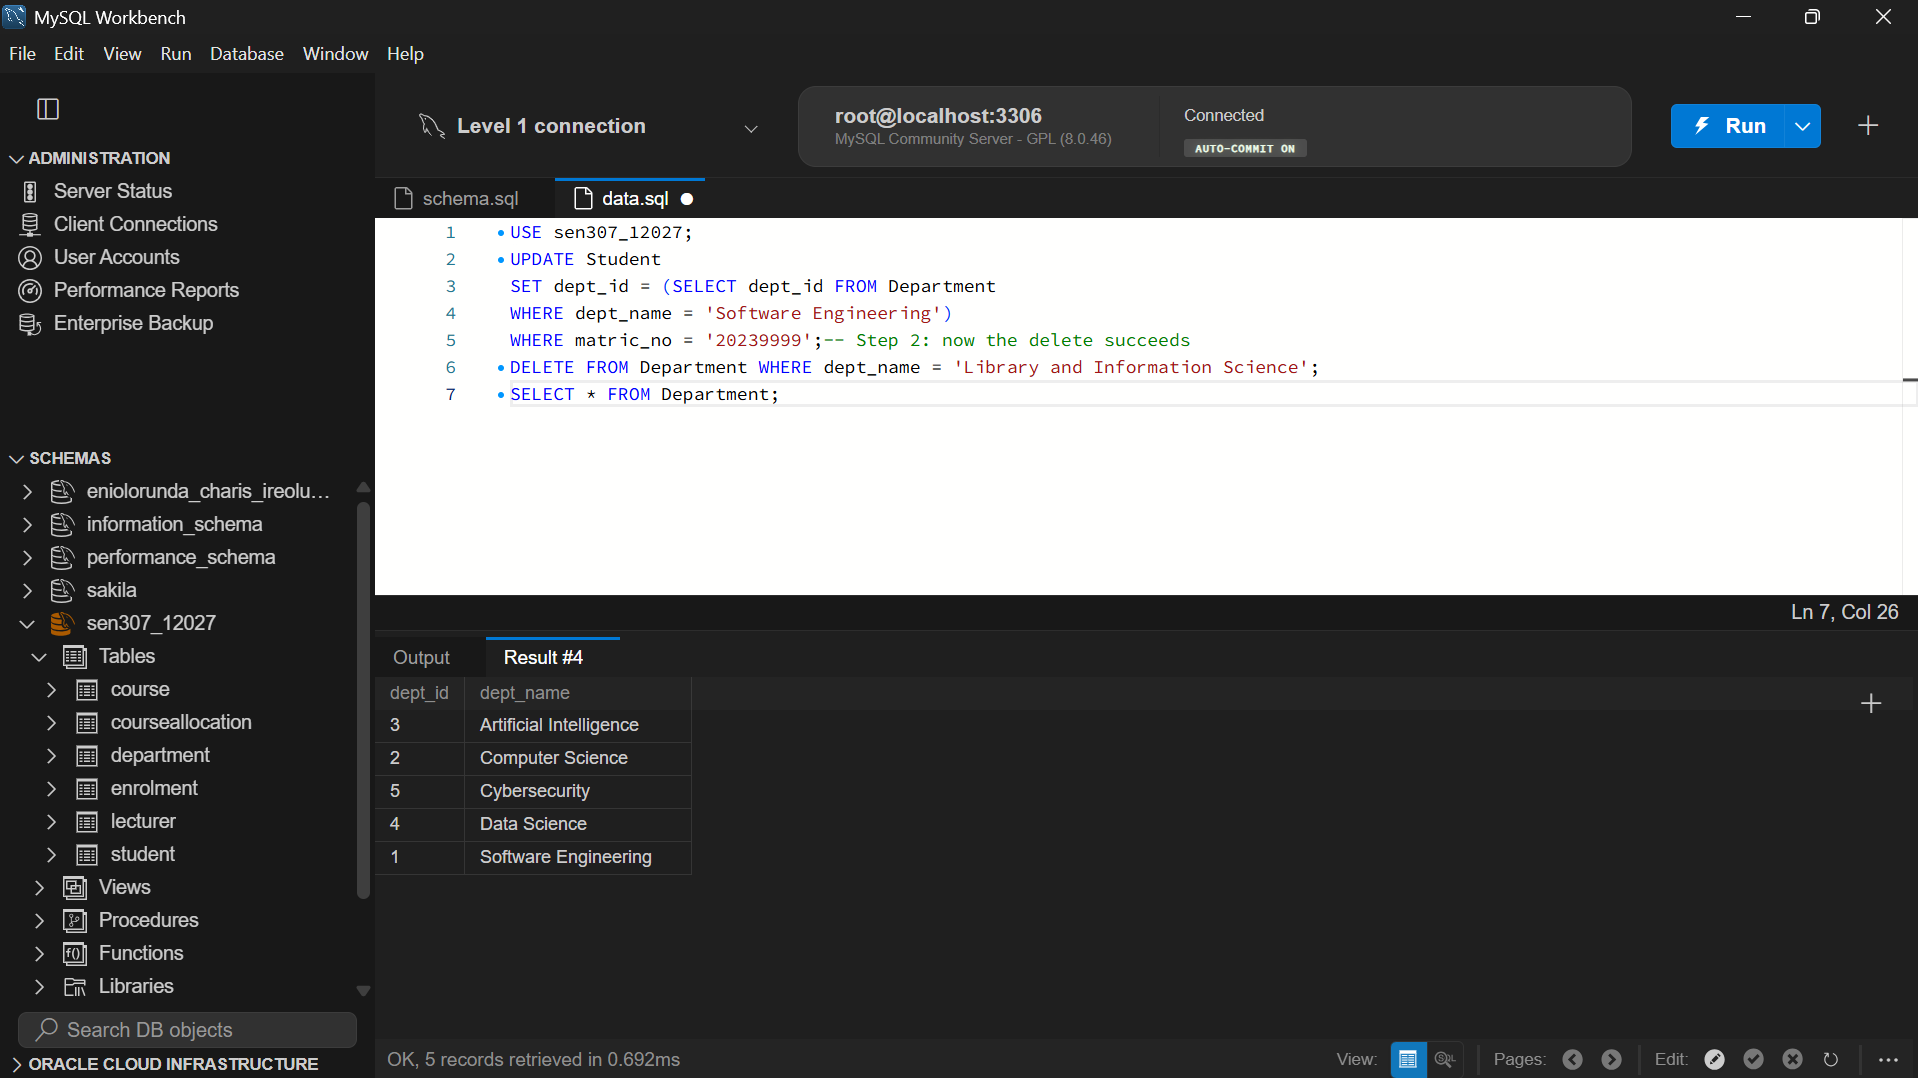 MySQL Workbench
File Edit View Run Database Window Help
Level 1 connection
root@localhost:3306
MySQL Community Server - GPL (8.0.46)
Connected
AUTO-COMMIT ON
Run
ADMINISTRATION
Server Status
Client Connections
User Accounts
Performance Reports
Enterprise Backup
SCHEMAS
eniolorunda_charis_ireolu...
information_schema
performance_schema
sakila
sen307_12027
Tables
course
courseallocation
department
enrolment
lecturer
student
Views
Procedures
Functions
Libraries
Search DB objects
ORACLE CLOUD INFRASTRUCTURE
schema.sql data.sql
1 USE sen307_12027;
2 UPDATE Student
3 SET dept_id = (SELECT dept_id FROM Department
4 WHERE dept_name = 'Software Engineering')
5 WHERE matric_no = '20239999';-- Step 2: now the delete succeeds
6 DELETE FROM Department WHERE dept_name = 'Library and Information Science';
7 SELECT * FROM Department;
Ln 7, Col 26
Output Result #4
dept_id dept_name
3 Artificial Intelligence
2 Computer Science
5 Cybersecurity
4 Data Science
1 Software Engineering
OK, 5 records retrieved in 0.692ms
View: SQL Pages: Edit: